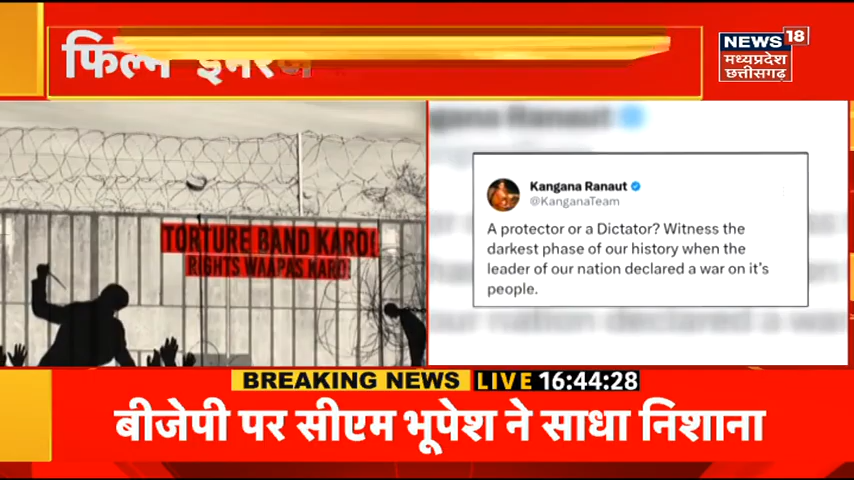 फिल्म
NEWS 18
मध्यप्रदेश
छत्तीसगढ़
TORTURE BAND KARO!
RIGHTS WAAPAS KARO!
Kangana Ranaut
@KanganaTeam
A protector or a Dictator? Witness the
darkest phase of our history when the
leader of our nation declared a war on it's
people.
BREAKING NEWS LIVE 16:44:28
बीजेपी पर सीएम भूपेश ने साधा निशाना